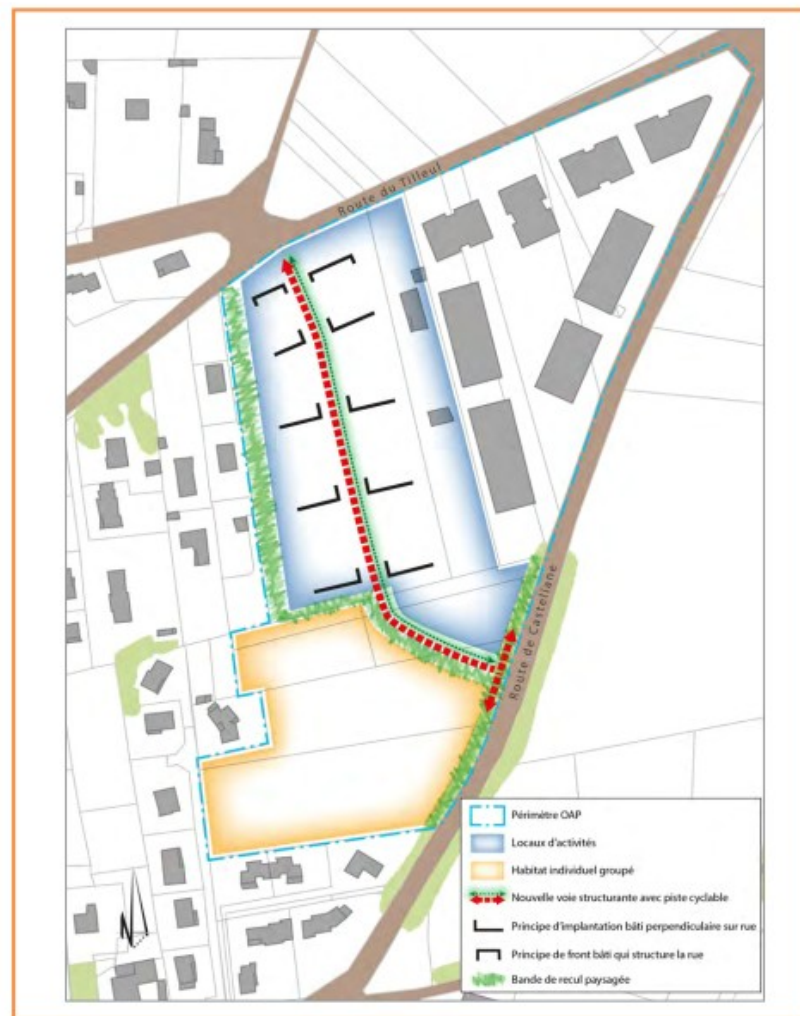 Route du Tilleul
Route de Castellane
Périmètre OAP
Locaux d'activités
Habitat individuel groupé
Nouvelle voie structurante avec piste cyclable
Principe d'implantation bâti perpendiculaire sur rue
Principe de front bâti qui structure la rue
Bande de recul paysagée
N